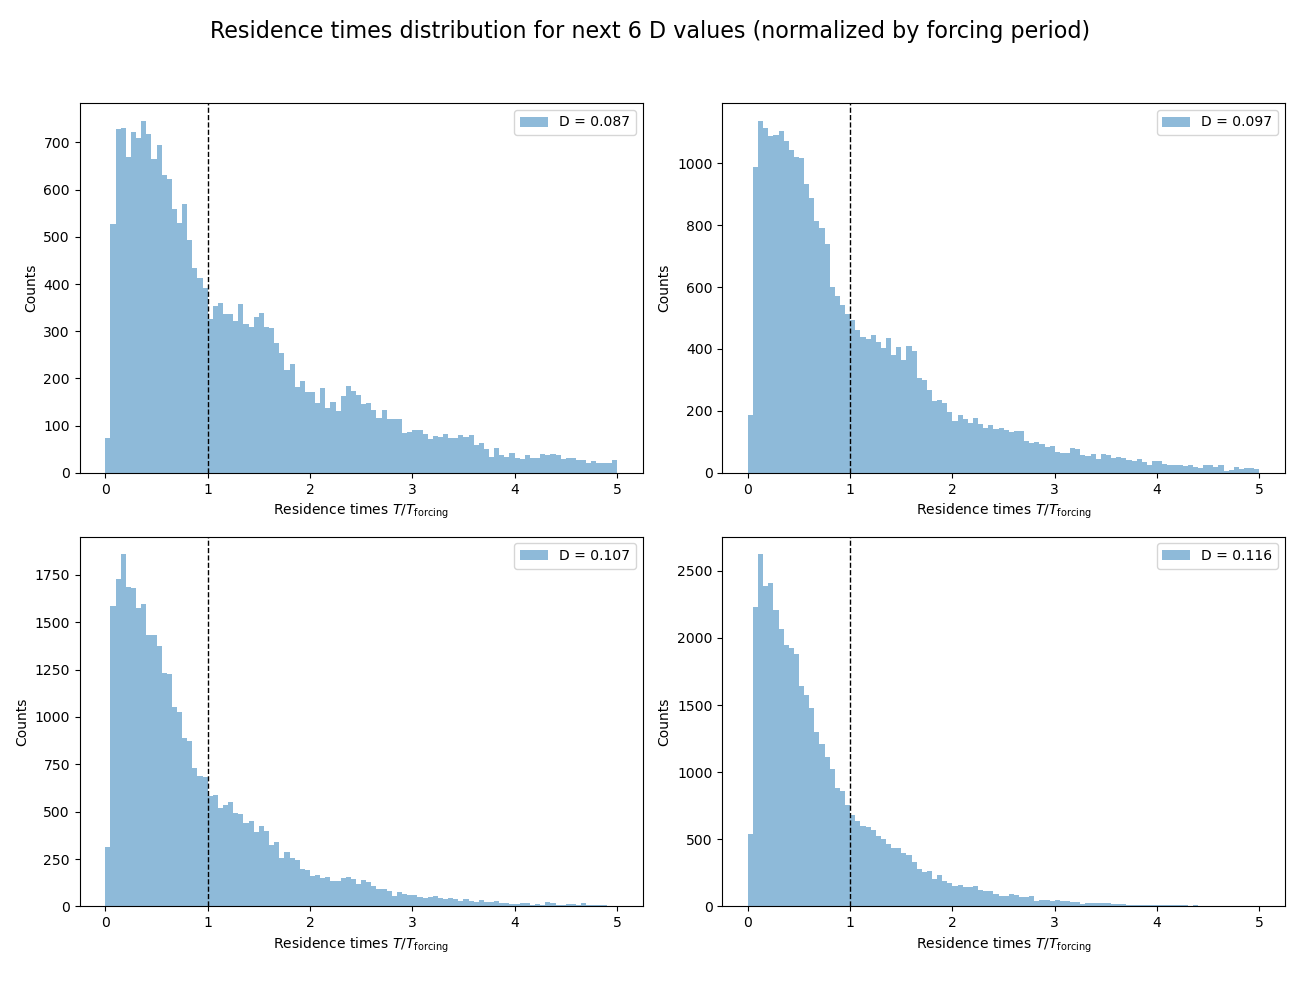 Residence times distribution for next 6 D values (normalized by forcing period)
D = 0.087
700
600
500
400
300
200
100
0
Counts
0 1 2 3 4 5
Residence times T/T_forcing
D = 0.097
1000
800
600
400
200
0
Counts
0 1 2 3 4 5
Residence times T/T_forcing
D = 0.107
1750
1500
1250
1000
750
500
250
0
Counts
0 1 2 3 4 5
Residence times T/T_forcing
D = 0.116
2500
2000
1500
1000
500
0
Counts
0 1 2 3 4 5
Residence times T/T_forcing